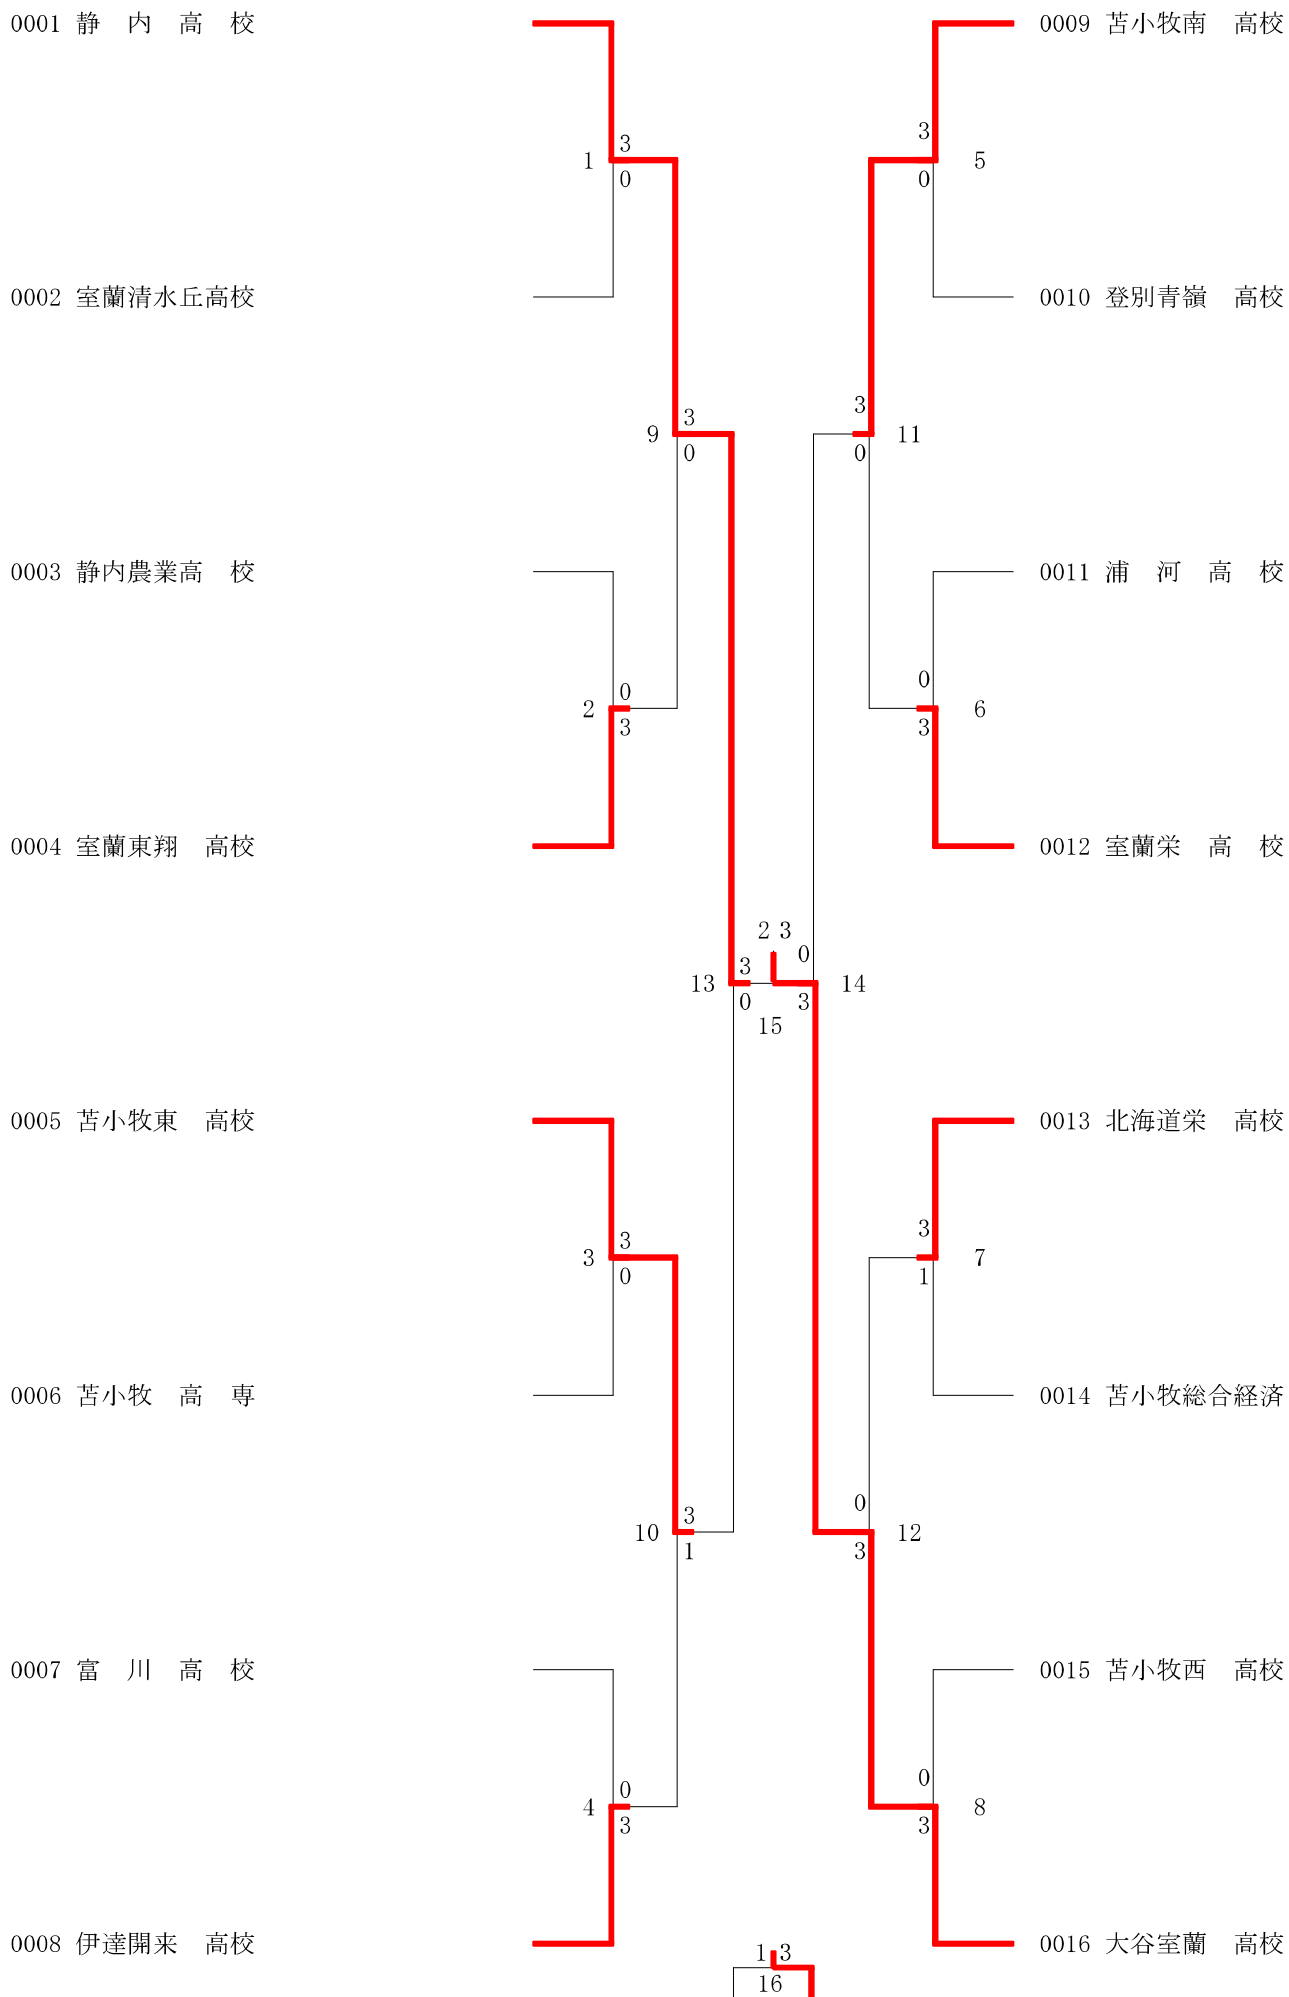 0001 静　内　高　校
0009 苫小牧南　高校
3
3
1
5
0
0
0002 室蘭清水丘高校
0010 登別青嶺　高校
3
3
9
11
0
0
0003 静内農業高　校
0011 浦　河　高　校
0
0
2
6
3
3
0004 室蘭東翔　高校
0012 室蘭栄　高　校
2 3
3
0
13
14
0
3
15
0005 苫小牧東　高校
0013 北海道栄　高校
3
3
3
7
0
1
0006 苫小牧　高　専
0014 苫小牧総合経済
3
0
10
12
1
3
0007 富　川　高　校
0015 苫小牧西　高校
0
0
4
8
3
3
0008 伊達開来　高校
0016 大谷室蘭　高校
1 3
16